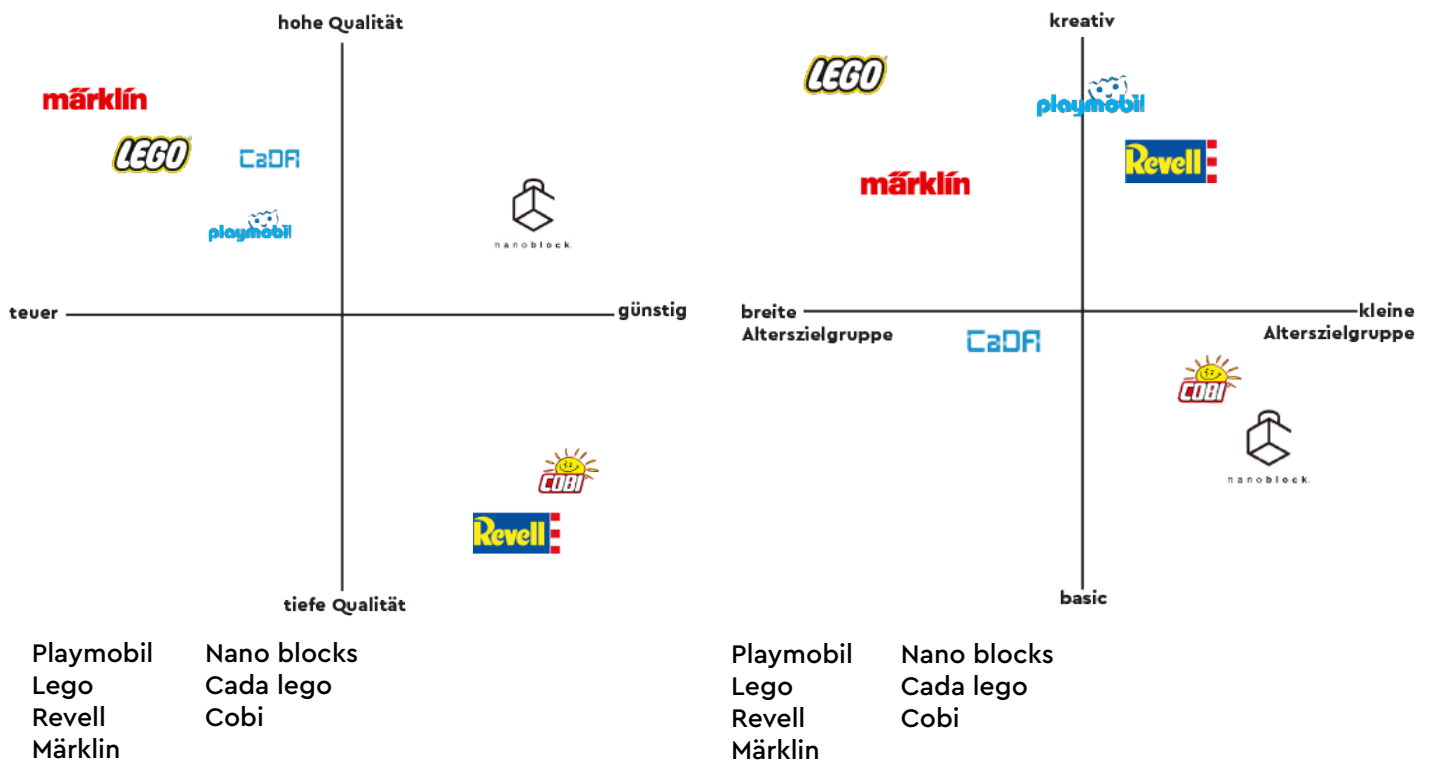 hohe Qualität
märklín
LEGO
CaDA
playmobil
nanoblock
teuer
günstig
COBI
Revell
tiefe Qualität
Playmobil
Lego
Revell
Märklin
Nano blocks
Cada lego
Cobi
kreativ
LEGO
playmobil
Revell
märklín
breite
Alterszielgruppe
kleine
Alterszielgruppe
CaDA
COBI
nanoblock
basic
Playmobil
Lego
Revell
Märklin
Nano blocks
Cada lego
Cobi